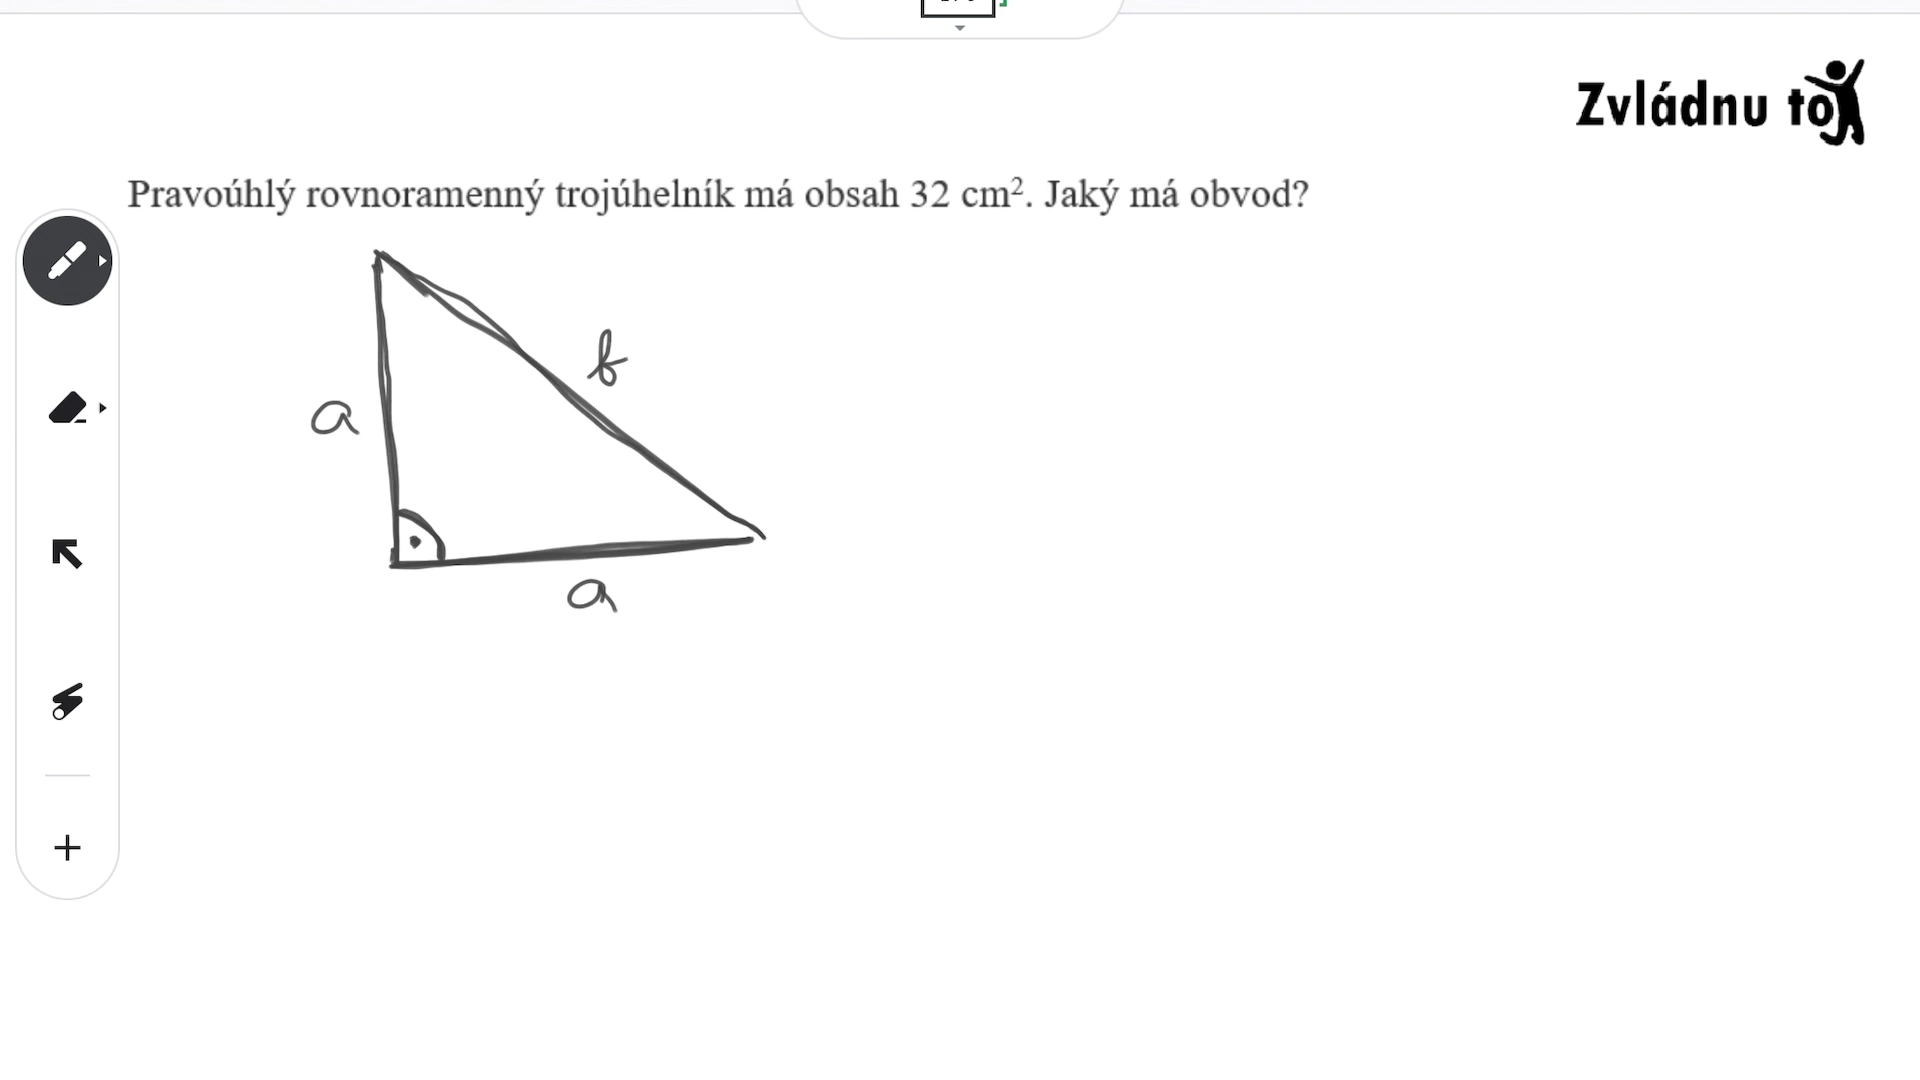 Zvládnu to
Pravoúhlý rovnoramenný trojúhelník má obsah 32 cm². Jaký má obvod?
b
a
a